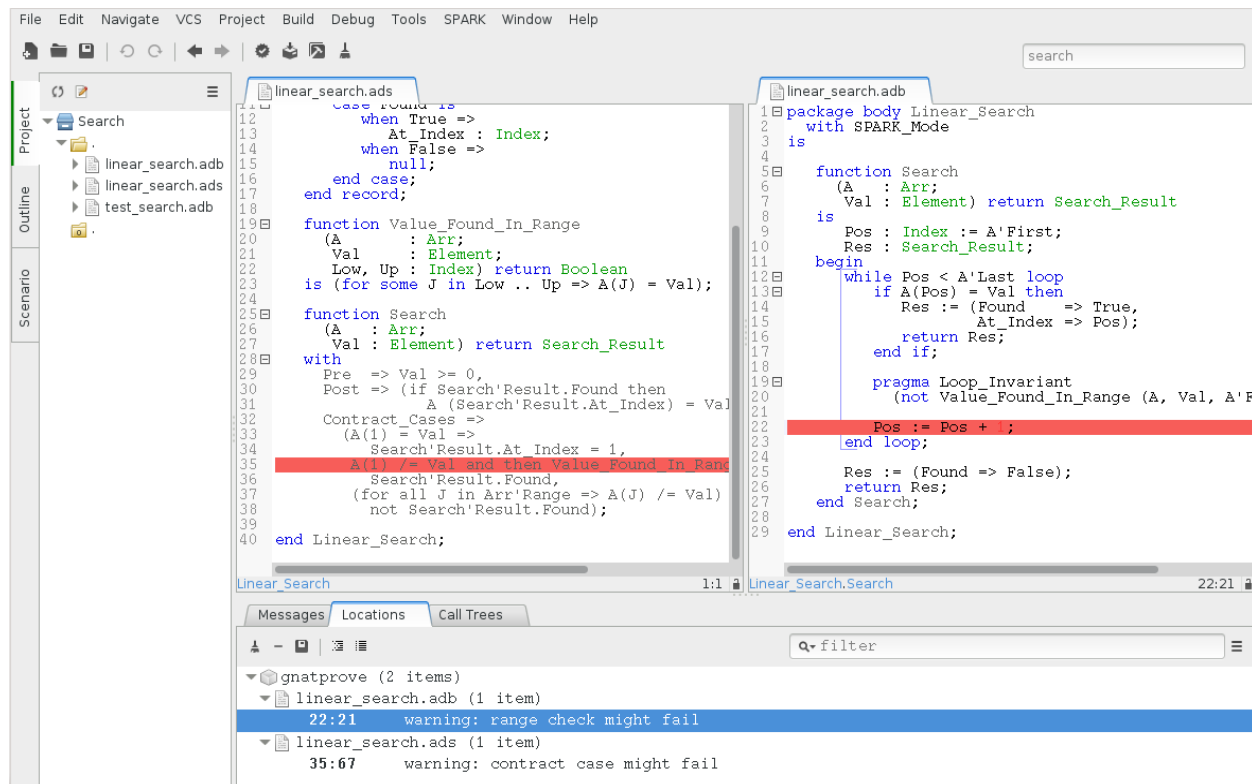 File Edit Navigate VCS Project Build Debug Tools SPARK Window Help
search
Project
Outline
Scenario
Search
.
linear_search.adb
linear_search.ads
test_search.adb
.
linear_search.ads
11 case Found is
12 when True =>
13 At_Index : Index;
14 when False =>
15 null;
16 end case;
17 end record;
18
19 function Value_Found_In_Range
20 (A : Arr;
21 Val : Element;
22 Low, Up : Index) return Boolean
23 is (for some J in Low .. Up => A(J) = Val);
24
25 function Search
26 (A : Arr;
27 Val : Element) return Search_Result
28 with
29 Pre => Val >= 0,
30 Post => (if Search'Result.Found then
31 A (Search'Result.At_Index) = Val
32 Contract_Cases =>
33 (A(1) = Val =>
34 Search'Result.At_Index = 1,
35 A(1) /= Val and then Value_Found_In_Rang
36 Search'Result.Found,
37 (for all J in Arr'Range => A(J) /= Val)
38 not Search'Result.Found);
39
40 end Linear_Search;
Linear_Search 1:1
linear_search.adb
1 package body Linear_Search
2 with SPARK_Mode
3 is
4
5 function Search
6 (A : Arr;
7 Val : Element) return Search_Result
8 is
9 Pos : Index := A'First;
10 Res : Search_Result;
11 begin
12 while Pos < A'Last loop
13 if A(Pos) = Val then
14 Res := (Found => True,
15 At_Index => Pos);
16 return Res;
17 end if;
18
19 pragma Loop_Invariant
20 (not Value_Found_In_Range (A, Val, A'F
21
22 Pos := Pos + 1;
23 end loop;
24
25 Res := (Found => False);
26 return Res;
27 end Search;
28
29 end Linear_Search;
Linear_Search.Search 22:21
Messages Locations Call Trees
filter
gnatprove (2 items)
linear_search.adb (1 item)
22:21 warning: range check might fail
linear_search.ads (1 item)
35:67 warning: contract case might fail